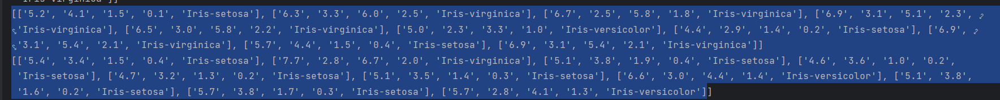 [['5.2', '4.1', '1.5', '0.1', 'Iris-setosa'], ['6.3', '3.3', '6.0', '2.5', 'Iris-virginica'], ['6.7', '2.5', '5.8', '1.8', 'Iris-virginica'], ['6.9', '3.1', '5.1', '2.3',
'Iris-virginica'], ['6.5', '3.0', '5.8', '2.2', 'Iris-virginica'], ['5.0', '2.3', '3.3', '1.0', 'Iris-versicolor'], ['4.4', '2.9', '1.4', '0.2', 'Iris-setosa'], ['6.9',
'3.1', '5.4', '2.1', 'Iris-virginica'], ['5.7', '4.4', '1.5', '0.4', 'Iris-setosa'], ['6.9', '3.1', '5.4', '2.1', 'Iris-virginica']]
[['5.4', '3.4', '1.5', '0.4', 'Iris-setosa'], ['7.7', '2.8', '6.7', '2.0', 'Iris-virginica'], ['5.1', '3.8', '1.9', '0.4', 'Iris-setosa'], ['4.6', '3.6', '1.0', '0.2',
'Iris-setosa'], ['4.7', '3.2', '1.3', '0.2', 'Iris-setosa'], ['5.1', '3.5', '1.4', '0.3', 'Iris-setosa'], ['6.6', '3.0', '4.4', '1.4', 'Iris-versicolor'], ['5.1', '3.8',
'1.6', '0.2', 'Iris-setosa'], ['5.7', '3.8', '1.7', '0.3', 'Iris-setosa'], ['5.7', '2.8', '4.1', '1.3', 'Iris-versicolor']]